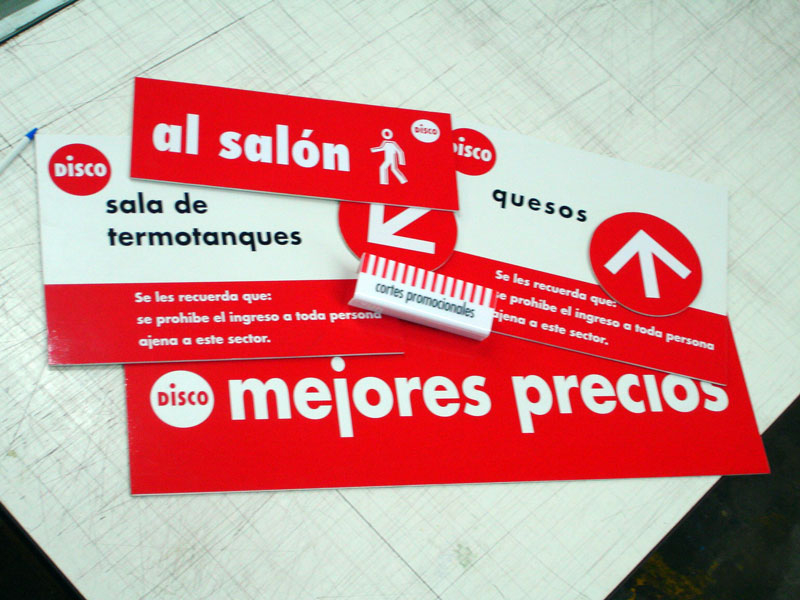 al salón
DISCO
DISCO
sala de
termotanques
Se les recuerda que:
se prohibe el ingreso a toda persona
ajena a este sector.
DISCO
quesos
Se les recuerda que:
se prohibe el ingreso a toda persona
ajena a este sector.
cortes promocionales
DISCO
mejores precios